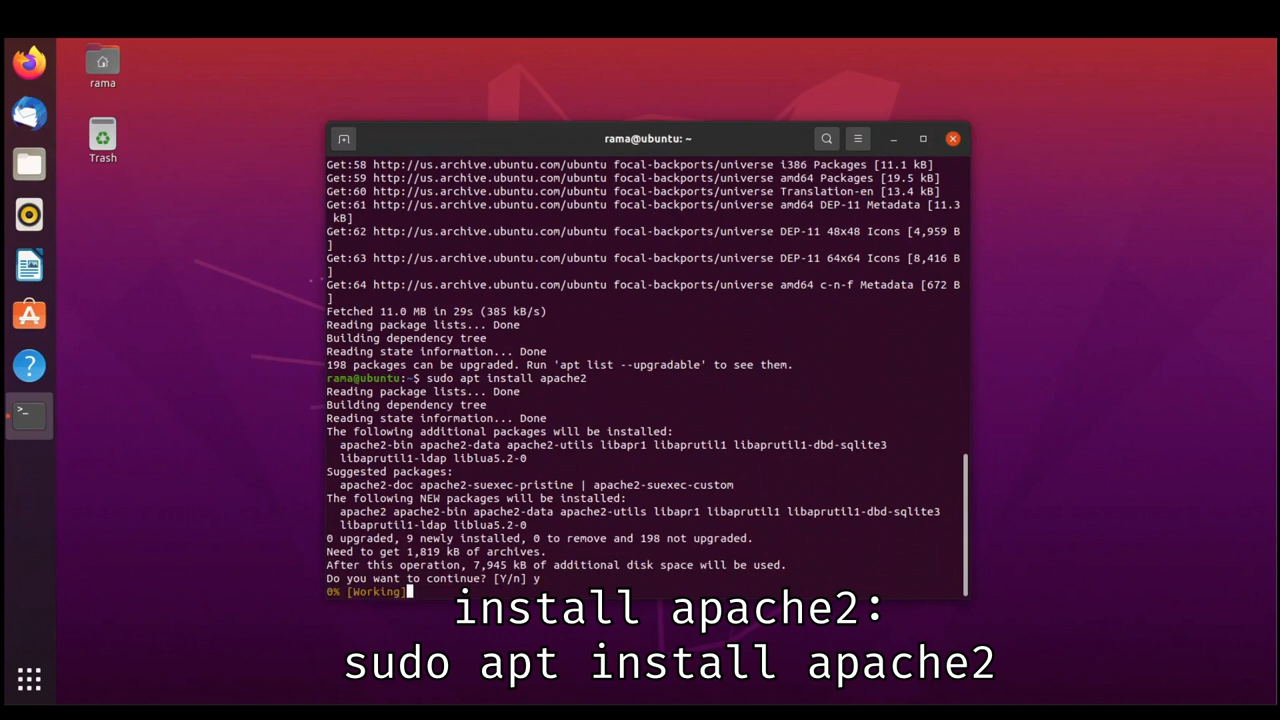 rama
Trash
rama@ubuntu: ~
Get:58 http://us.archive.ubuntu.com/ubuntu focal-backports/universe i386 Packages [11.1 kB]
Get:59 http://us.archive.ubuntu.com/ubuntu focal-backports/universe amd64 Packages [19.5 kB]
Get:60 http://us.archive.ubuntu.com/ubuntu focal-backports/universe Translation-en [13.4 kB]
Get:61 http://us.archive.ubuntu.com/ubuntu focal-backports/universe amd64 DEP-11 Metadata [11.3
kB]
Get:62 http://us.archive.ubuntu.com/ubuntu focal-backports/universe DEP-11 48x48 Icons [4,959 B
]
Get:63 http://us.archive.ubuntu.com/ubuntu focal-backports/universe DEP-11 64x64 Icons [8,416 B
]
Get:64 http://us.archive.ubuntu.com/ubuntu focal-backports/universe amd64 c-n-f Metadata [672 B
]
Fetched 11.0 MB in 29s (385 kB/s)
Reading package lists... Done
Building dependency tree
Reading state information... Done
198 packages can be upgraded. Run 'apt list --upgradable' to see them.
rama@ubuntu:~$ sudo apt install apache2
Reading package lists... Done
Building dependency tree
Reading state information... Done
The following additional packages will be installed:
apache2-bin apache2-data apache2-utils libapr1 libaprutil1 libaprutil1-dbd-sqlite3
libaprutil1-ldap liblua5.2-0
Suggested packages:
apache2-doc apache2-suexec-pristine | apache2-suexec-custom
The following NEW packages will be installed:
apache2 apache2-bin apache2-data apache2-utils libapr1 libaprutil1 libaprutil1-dbd-sqlite3
libaprutil1-ldap liblua5.2-0
0 upgraded, 9 newly installed, 0 to remove and 198 not upgraded.
Need to get 1,819 kB of archives.
After this operation, 7,945 kB of additional disk space will be used.
Do you want to continue? [Y/n] y
0% [Working]
install apache2:
sudo apt install apache2